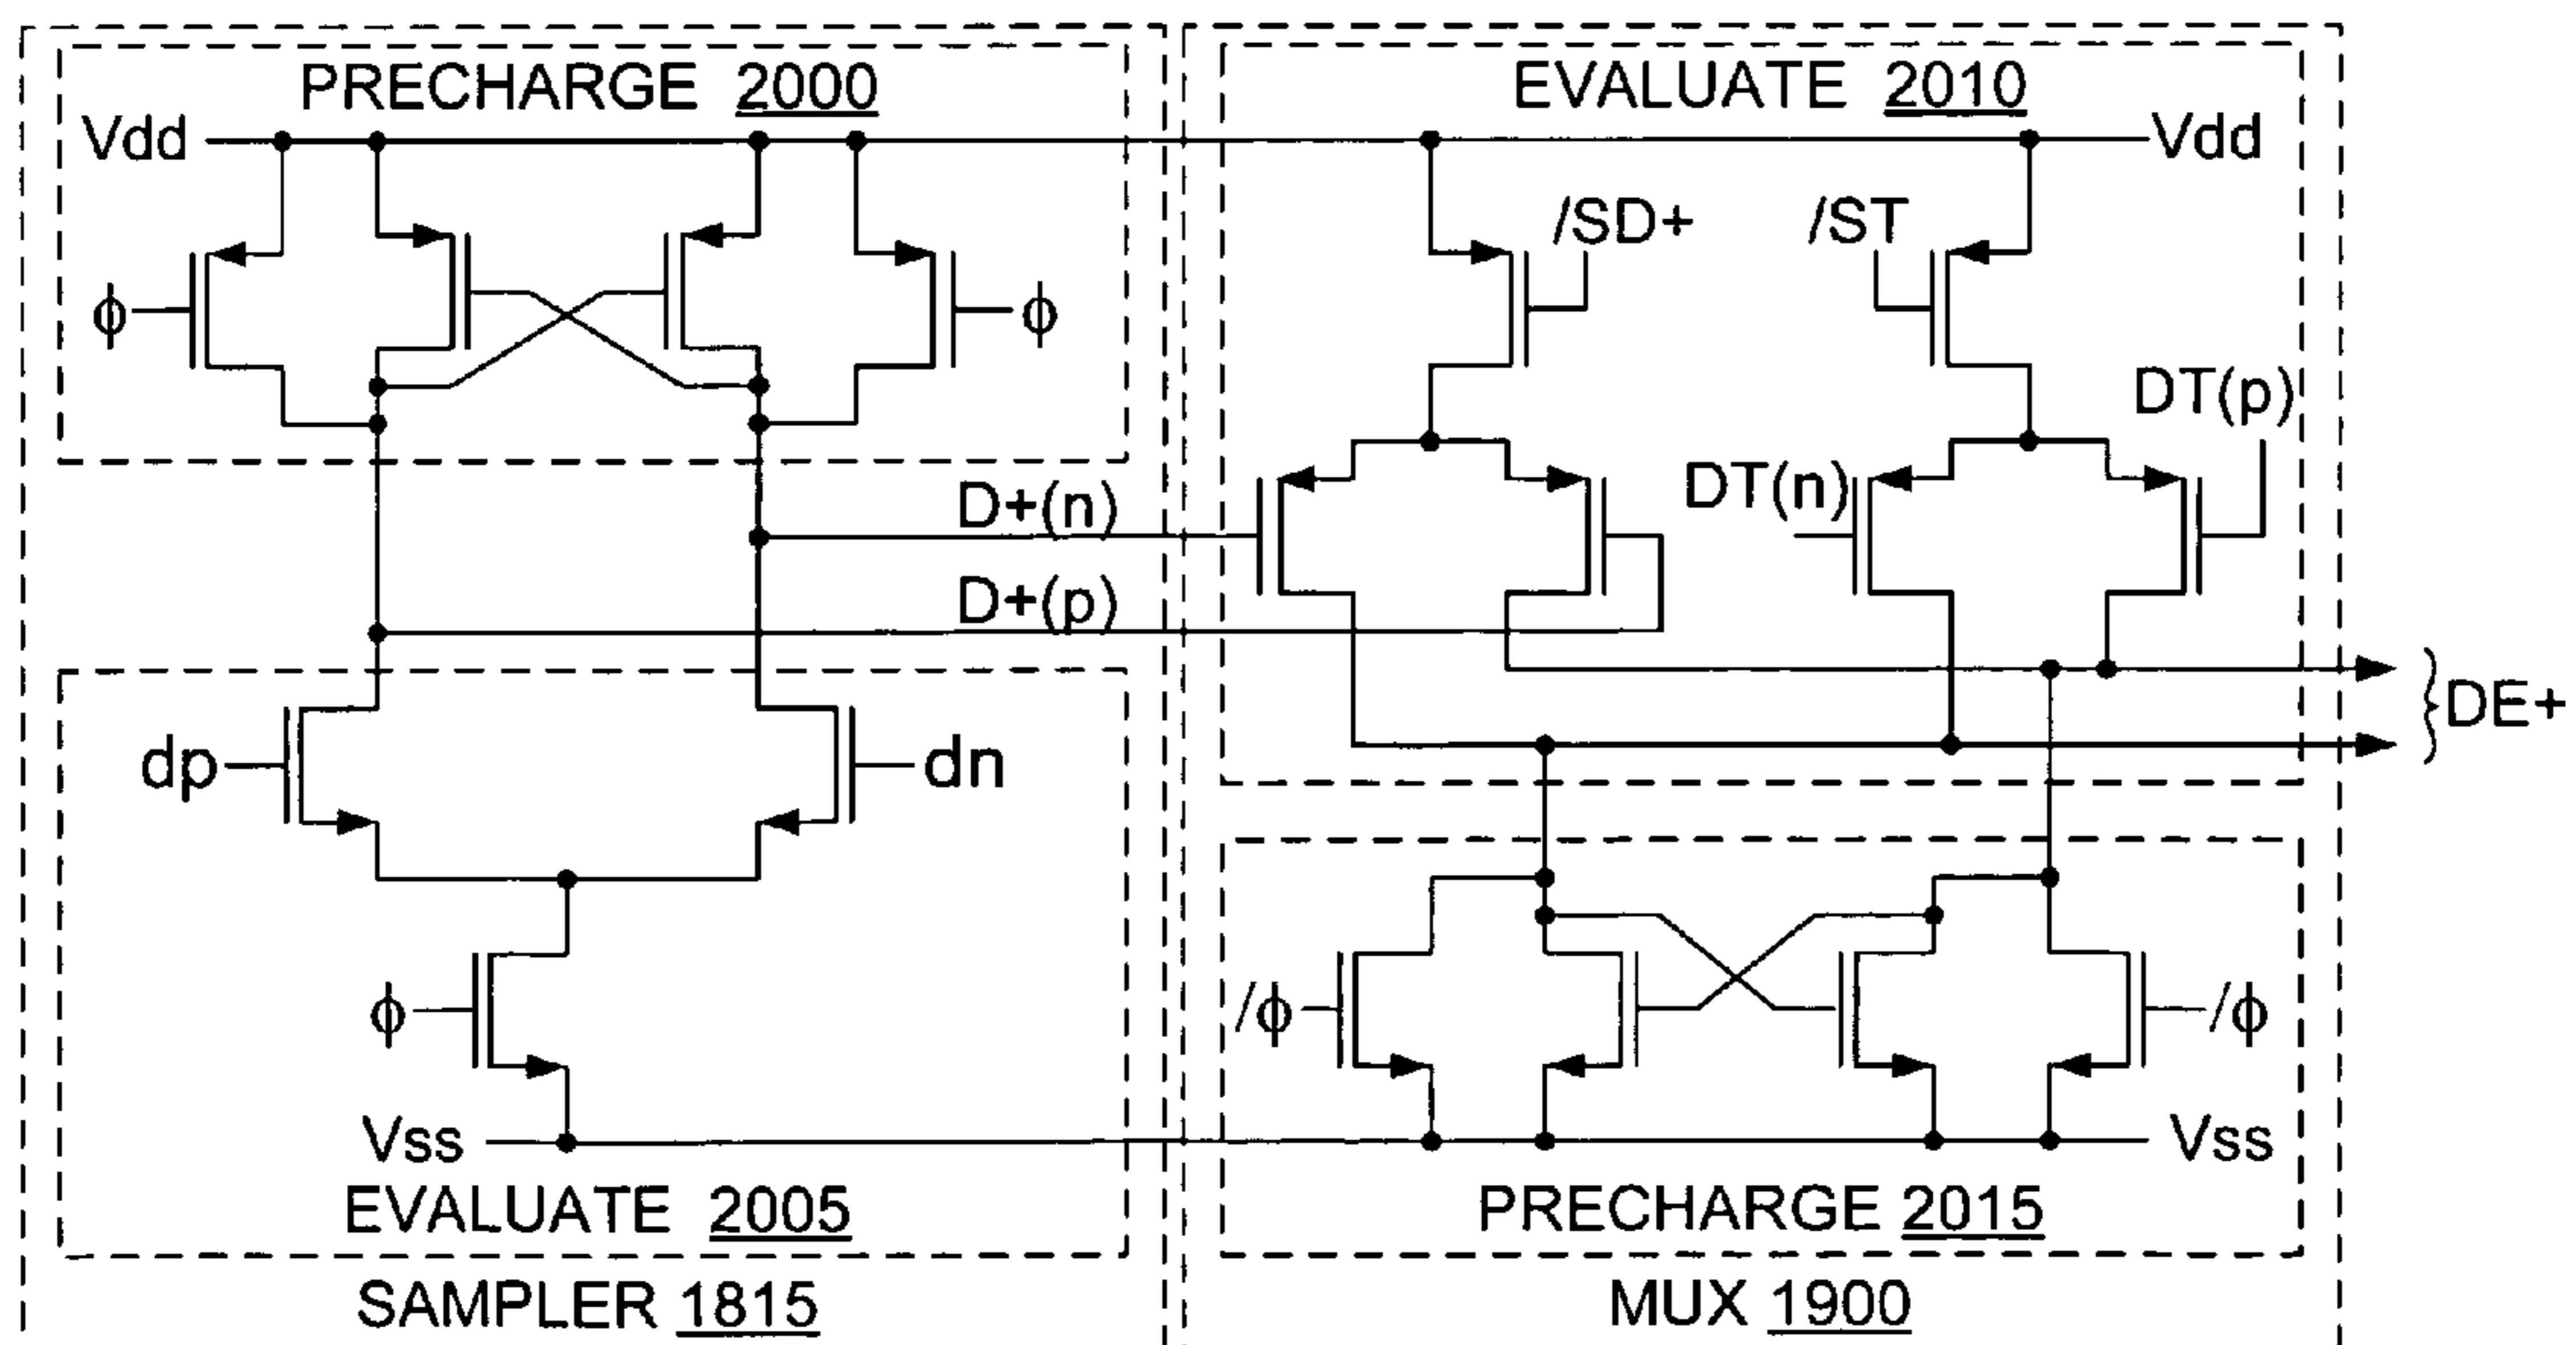 PRECHARGE 2000
EVALUATE 2010
Vdd
Vdd
/SD+
/ST
ϕ
ϕ
DT(p)
DT(n)
D+(n)
D+(p)
DE+
dp
dn
ϕ
/ϕ
/ϕ
Vss
Vss
EVALUATE 2005
PRECHARGE 2015
SAMPLER 1815
MUX 1900